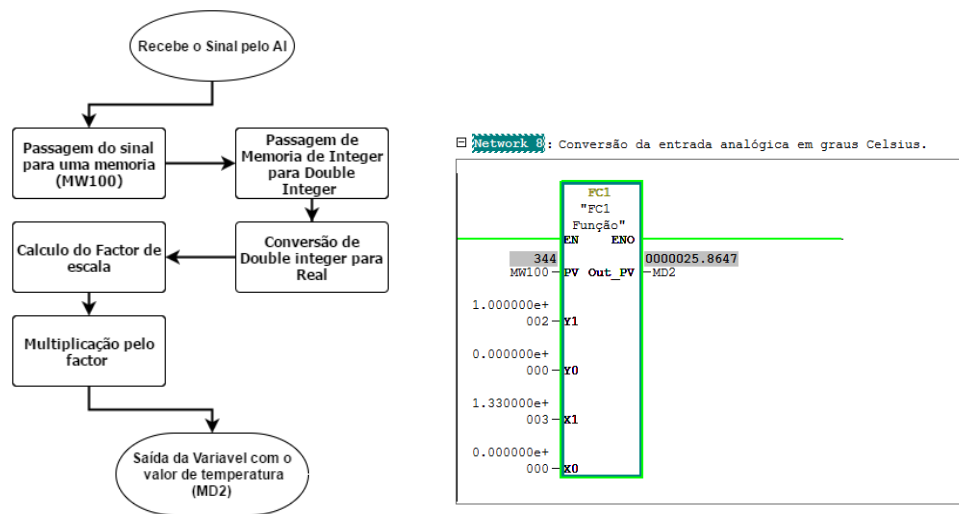 Recebe o Sinal pelo AI
Passagem do sinal
para uma memoria
(MW100)
Passagem de
Memoria de Integer
para Double
Integer
Conversão de
Double integer para
Real
Calculo do Factor de
escala
Multiplicação pelo
factor
Saída da Variavel com o
valor de temperatura
(MD2)
Network 8: Conversão da entrada analógica em graus Celsius.
FC1
"FC1
Função"
EN ENO
344 0000025.8647
MW100 PV Out_PV MD2
1.000000e+
002 Y1
0.000000e+
000 Y0
1.330000e+
003 X1
0.000000e+
000 X0